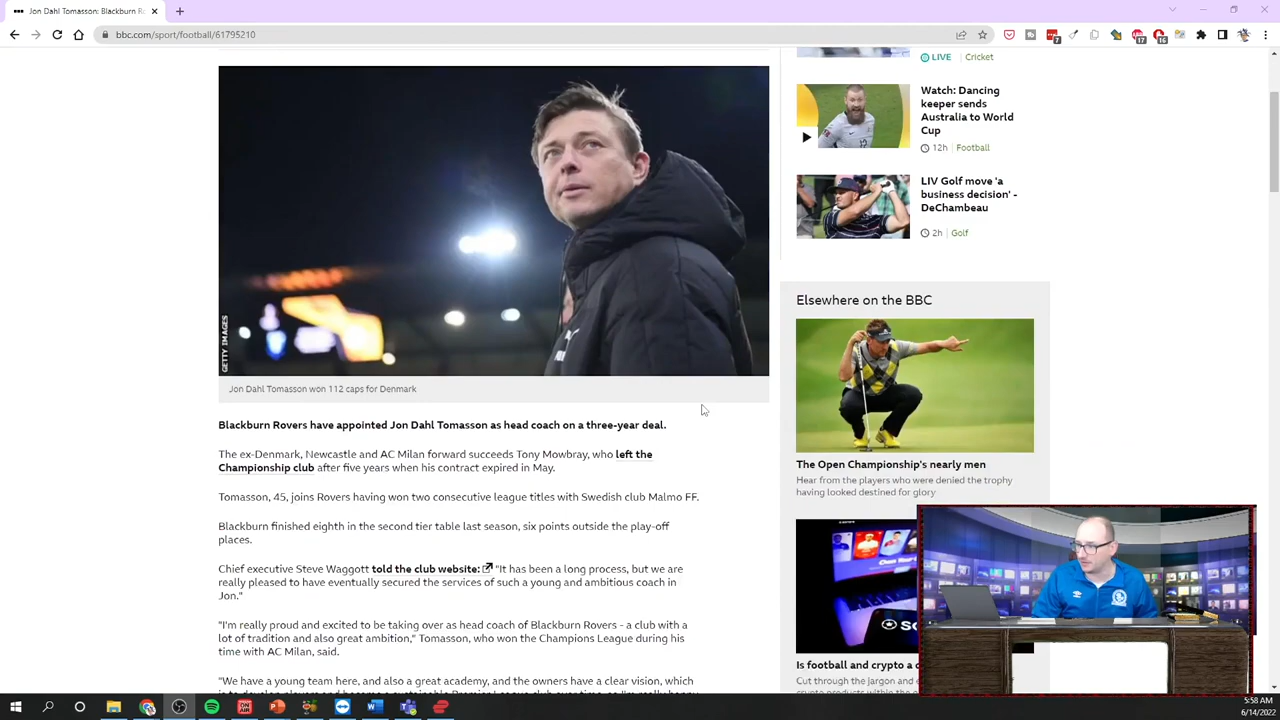 Jon Dahl Tomasson: Blackburn Ro
bbc.com/sport/football/61795210
LIVE | Cricket
Watch: Dancing
keeper sends
Australia to World
Cup
12h | Football
LIV Golf move 'a
business decision' -
DeChambeau
2h | Golf
GETTY IMAGES
Jon Dahl Tomasson won 112 caps for Denmark
Blackburn Rovers have appointed Jon Dahl Tomasson as head coach on a three-year deal.
The ex-Denmark, Newcastle and AC Milan forward succeeds Tony Mowbray, who left the
Championship club after five years when his contract expired in May.
Tomasson, 45, joins Rovers having won two consecutive league titles with Swedish club Malmo FF.
Blackburn finished eighth in the second tier table last season, six points outside the play-off
places.
Chief executive Steve Waggott told the club website: "It has been a long process, but we are
really pleased to have eventually secured the services of such a young and ambitious coach in
Jon."
"I'm really proud and excited to be taking over as head coach of Blackburn Rovers - a club with a
lot of tradition and also great ambition," Tomasson, who won the Champions League during his
time with AC Milan, said.
"We have a young team here, and also a great academy, and the owners have a clear vision, which
Elsewhere on the BBC
The Open Championship's nearly men
Hear from the players who were denied the trophy
having looked destined for glory
Is football and crypto a
Cut through the jargon and
crypto products within the
5:58 AM
6/14/2022